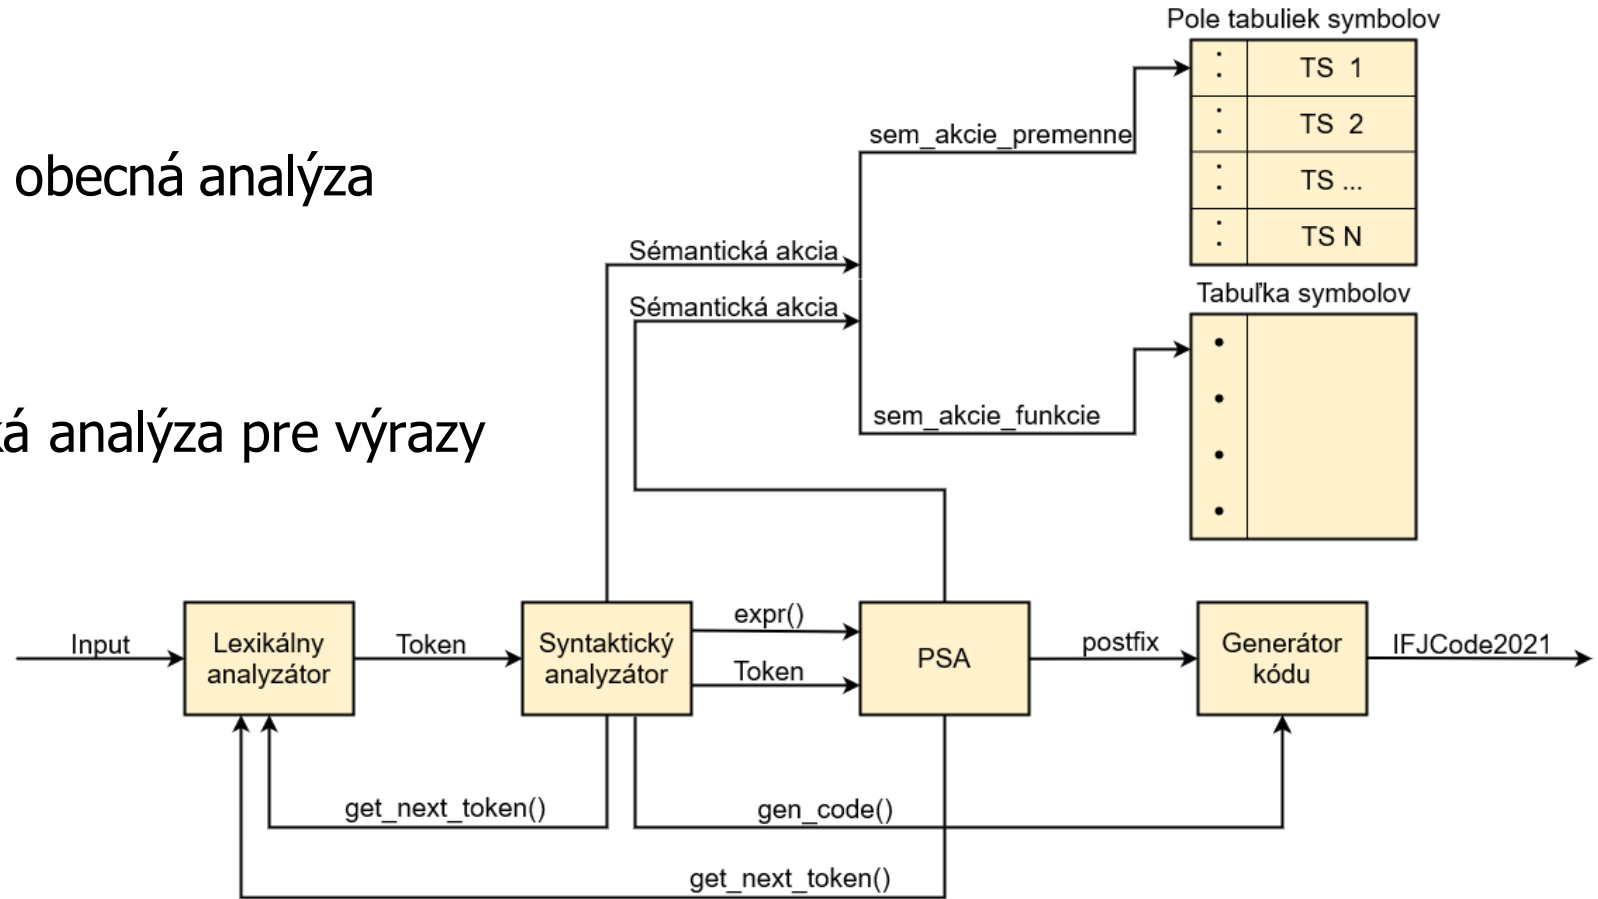 Pole tabuliek symbolov
TS 1
sem_akcie_premenne
TS 2
obecná analýza
TS ...
TS N
Sémantická akcia
Tabuľka symbolov
Sémantická akcia
sem_akcie_funkcie
á analýza pre výrazy
Input
Lexikálny
analyzátor
Token
Syntaktický
analyzátor
expr()
Token
PSA
postfix
Generátor
kódu
IFJCode2021
get_next_token()
gen_code()
get_next_token()